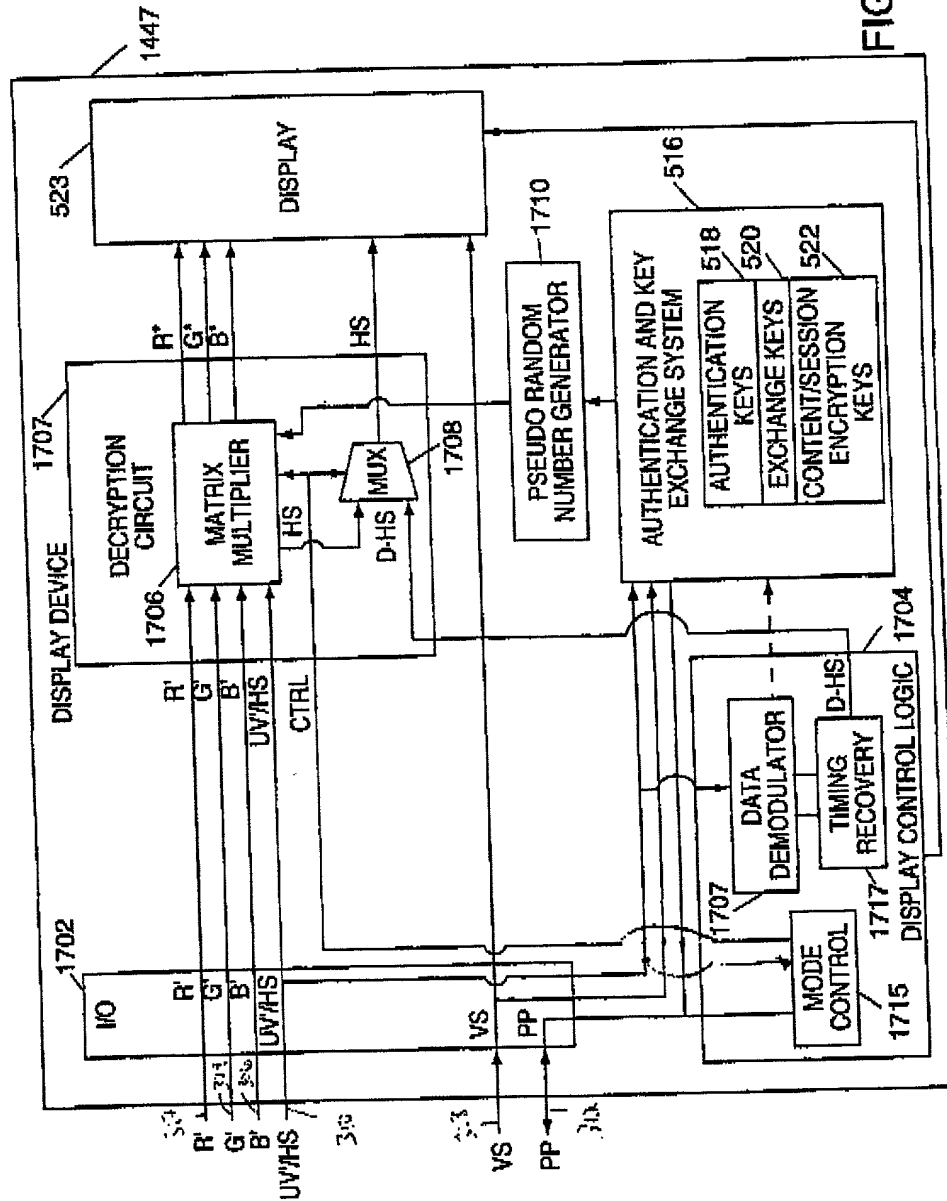 FIG
1447
523
DISPLAY
1707
DISPLAY DEVICE
DECRYPTION
CIRCUIT
1706
MATRIX
MULTIPLIER
R"
G"
B"
HS
HS
MUX
1708
D-HS
R'
G'
B'
UV'/HS
CTRL
1710
PSEUDO RANDOM
NUMBER GENERATOR
516
AUTHENTICATION AND KEY
EXCHANGE SYSTEM
518
AUTHENTICATION
KEYS
520
EXCHANGE KEYS
522
CONTENT/SESSION
ENCRYPTION
KEYS
1702
I/O
R'
G'
B'
UV'/HS
VS
PP
R'
G'
B'
UV'/HS
VS
PP
1704
DISPLAY CONTROL LOGIC
D-HS
DATA
DEMODULATOR
1707
TIMING
RECOVERY
1717
MODE
CONTROL
1715